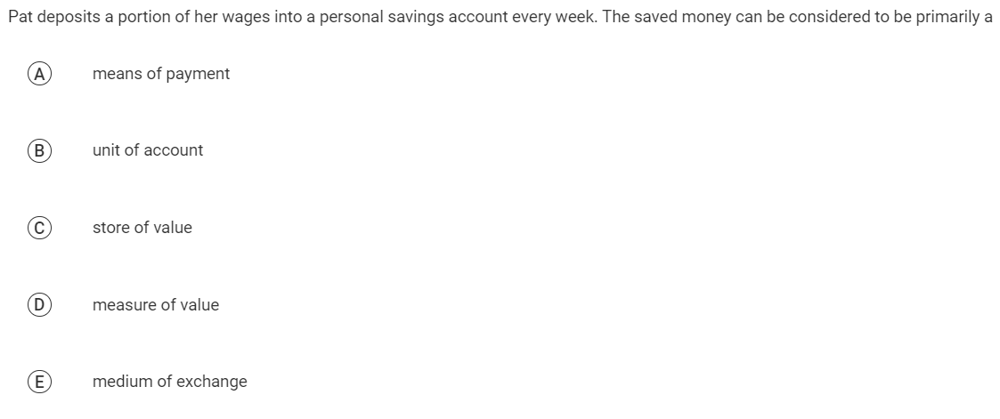 Pat deposits a portion of her wages into a personal savings account every week. The saved money can be considered to be primarily a
A means of payment
B unit of account
C store of value
D measure of value
E medium of exchange